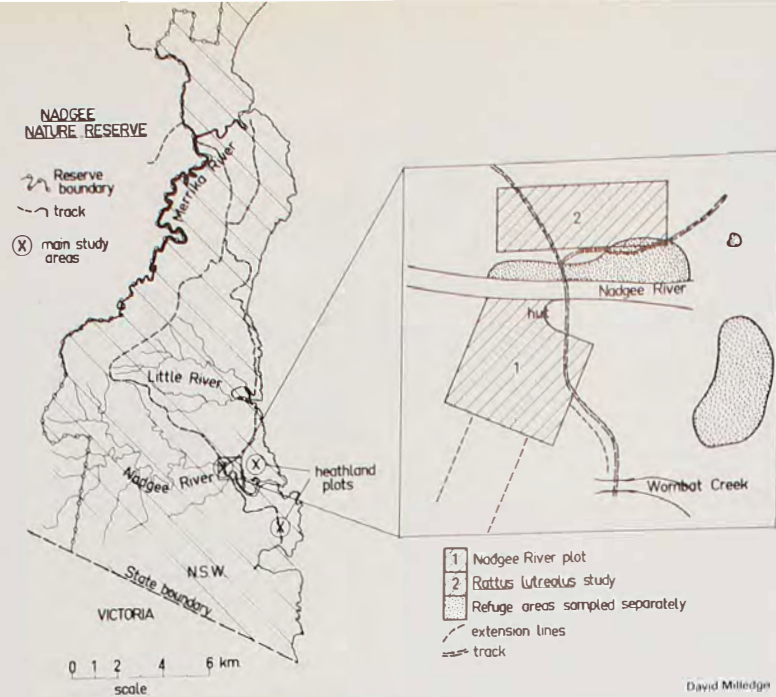 NADGEE
NATURE RESERVE
Reserve
boundary
track
X main study
areas
Merrika River
Little River
Nadgee River
heathland
plots
N.S.W.
State boundary
VICTORIA
0 1 2 4 6 km
scale
2
Nadgee River
hut
1
Wombat Creek
1 Nadgee River plot
2 Rattus lutreolus study
Refuge areas sampled separately
extension lines
track
David Milledge